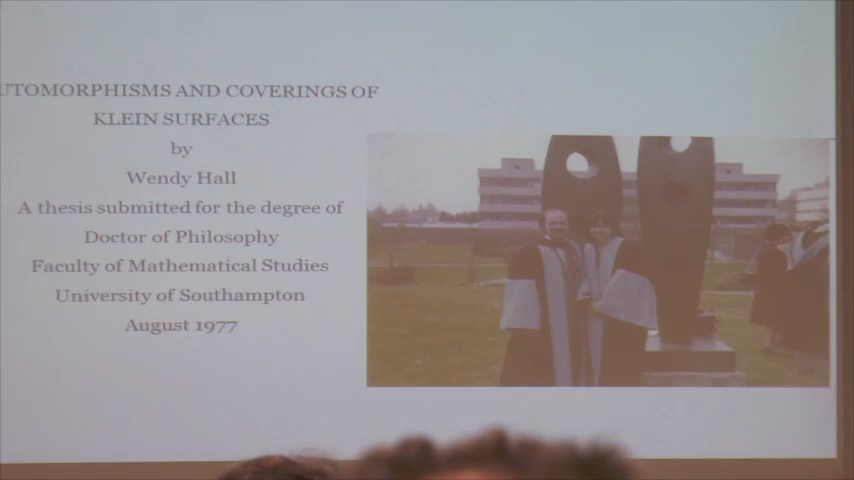 UTOMORPHISMS AND COVERINGS OF
KLEIN SURFACES
by
Wendy Hall
A thesis submitted for the degree of
Doctor of Philosophy
Faculty of Mathematical Studies
University of Southampton
August 1977